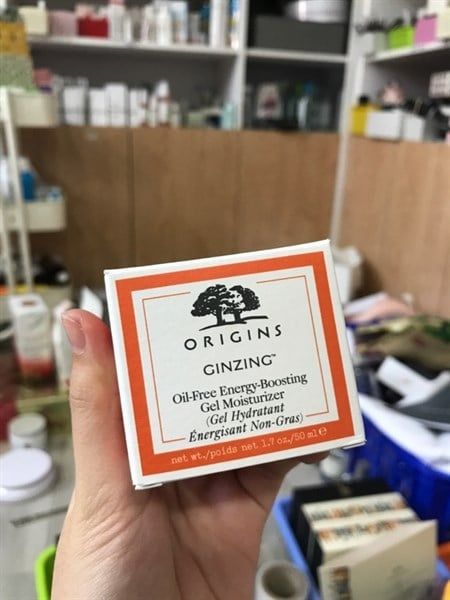 ORIGINS
GINZING™
Oil-Free Energy-Boosting
Gel Moisturizer
(Gel Hydratant
Énergisant Non-Gras)
net wt./poids net 1.7 oz./50 ml ℮